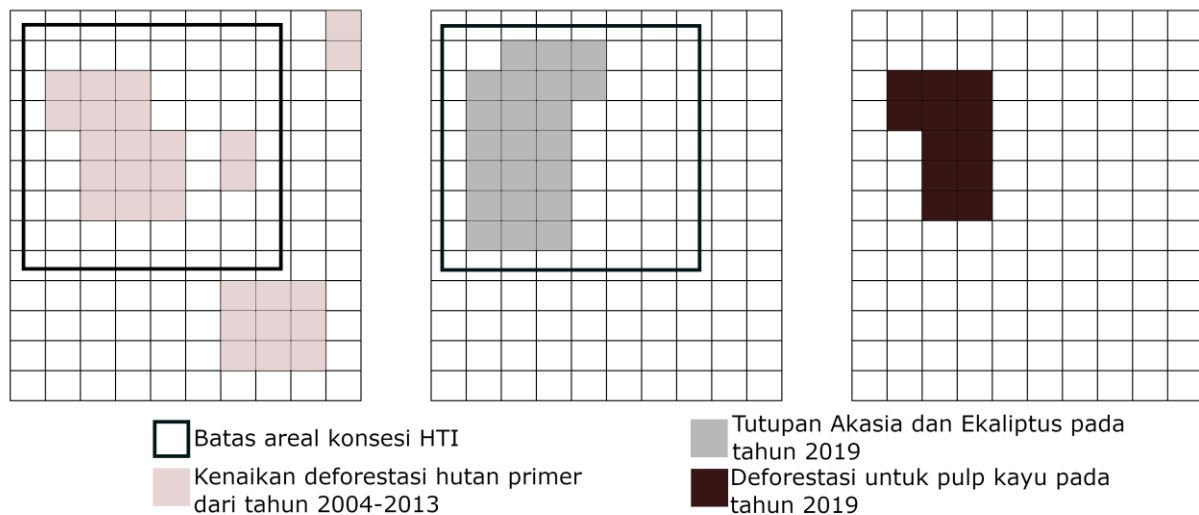 Batas areal konsesi HTI
Kenaikan deforestasi hutan primer
dari tahun 2004-2013
Tutupan Akasia dan Ekaliptus pada
tahun 2019
Deforestasi untuk pulp kayu pada
tahun 2019